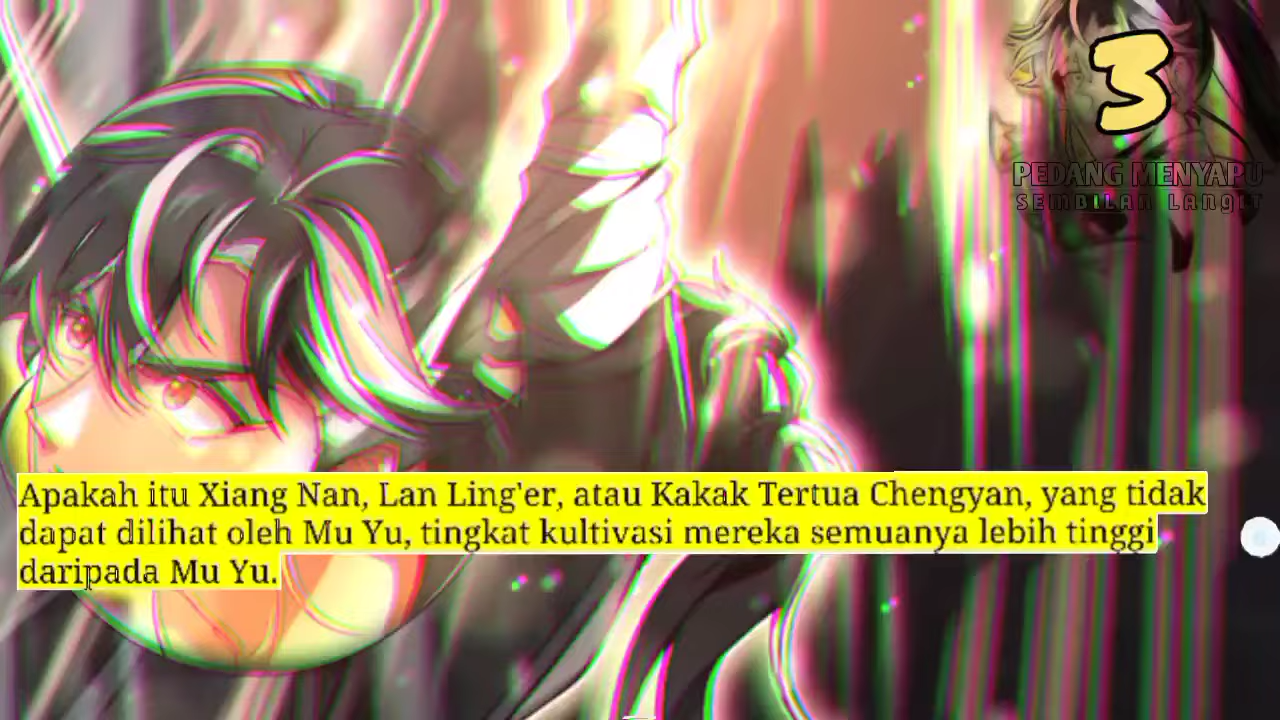 3
PEDANG MENYAPU
SEMBILAN LANGIT
Apakah itu Xiang Nan, Lan Ling'er, atau Kakak Tertua Chengyan, yang tidak
dapat dilihat oleh Mu Yu, tingkat kultivasi mereka semuanya lebih tinggi
daripada Mu Yu.